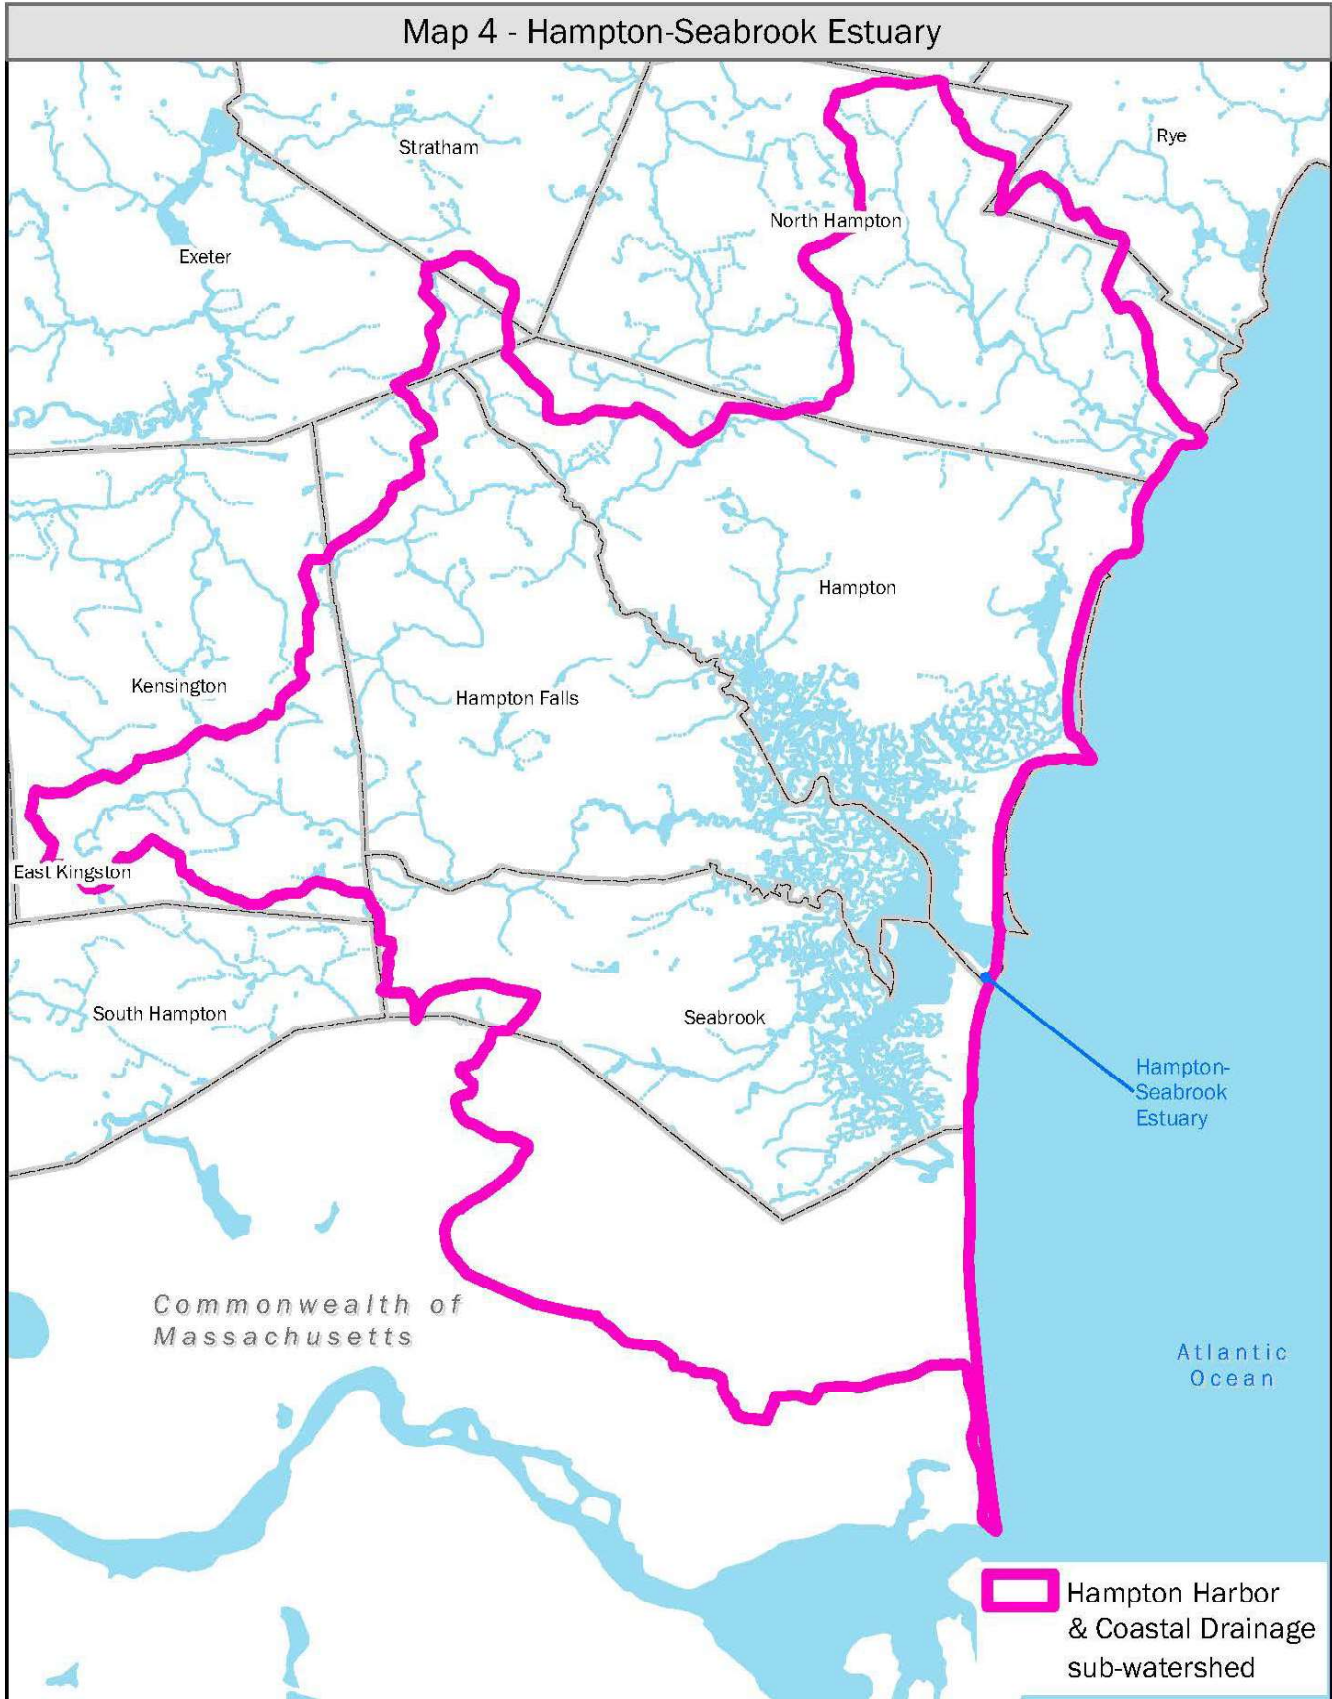 Map 4 - Hampton-Seabrook Estuary
Stratham
Rye
North Hampton
Exeter
Hampton
Kensington
Hampton Falls
East Kingston
South Hampton
Seabrook
Hampton-
Seabrook
Estuary
Commonwealth of
Massachusetts
Atlantic
Ocean
Hampton Harbor
& Coastal Drainage
sub-watershed